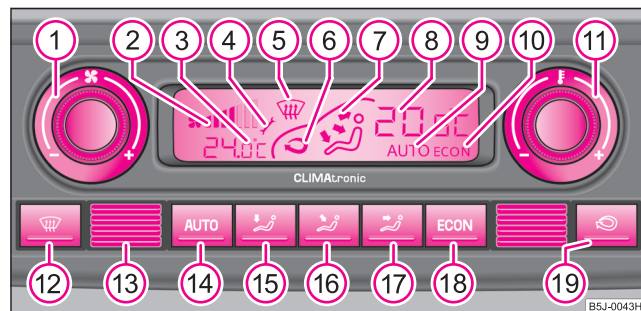 1 2 3 4 5 6 7 8 9 10 11
20.5°C
24.0°C
AUTO ECON
- + - +
CLIMAtronic
AUTO ECON
12 13 14 15 16 17 18 19
B5J-0043H